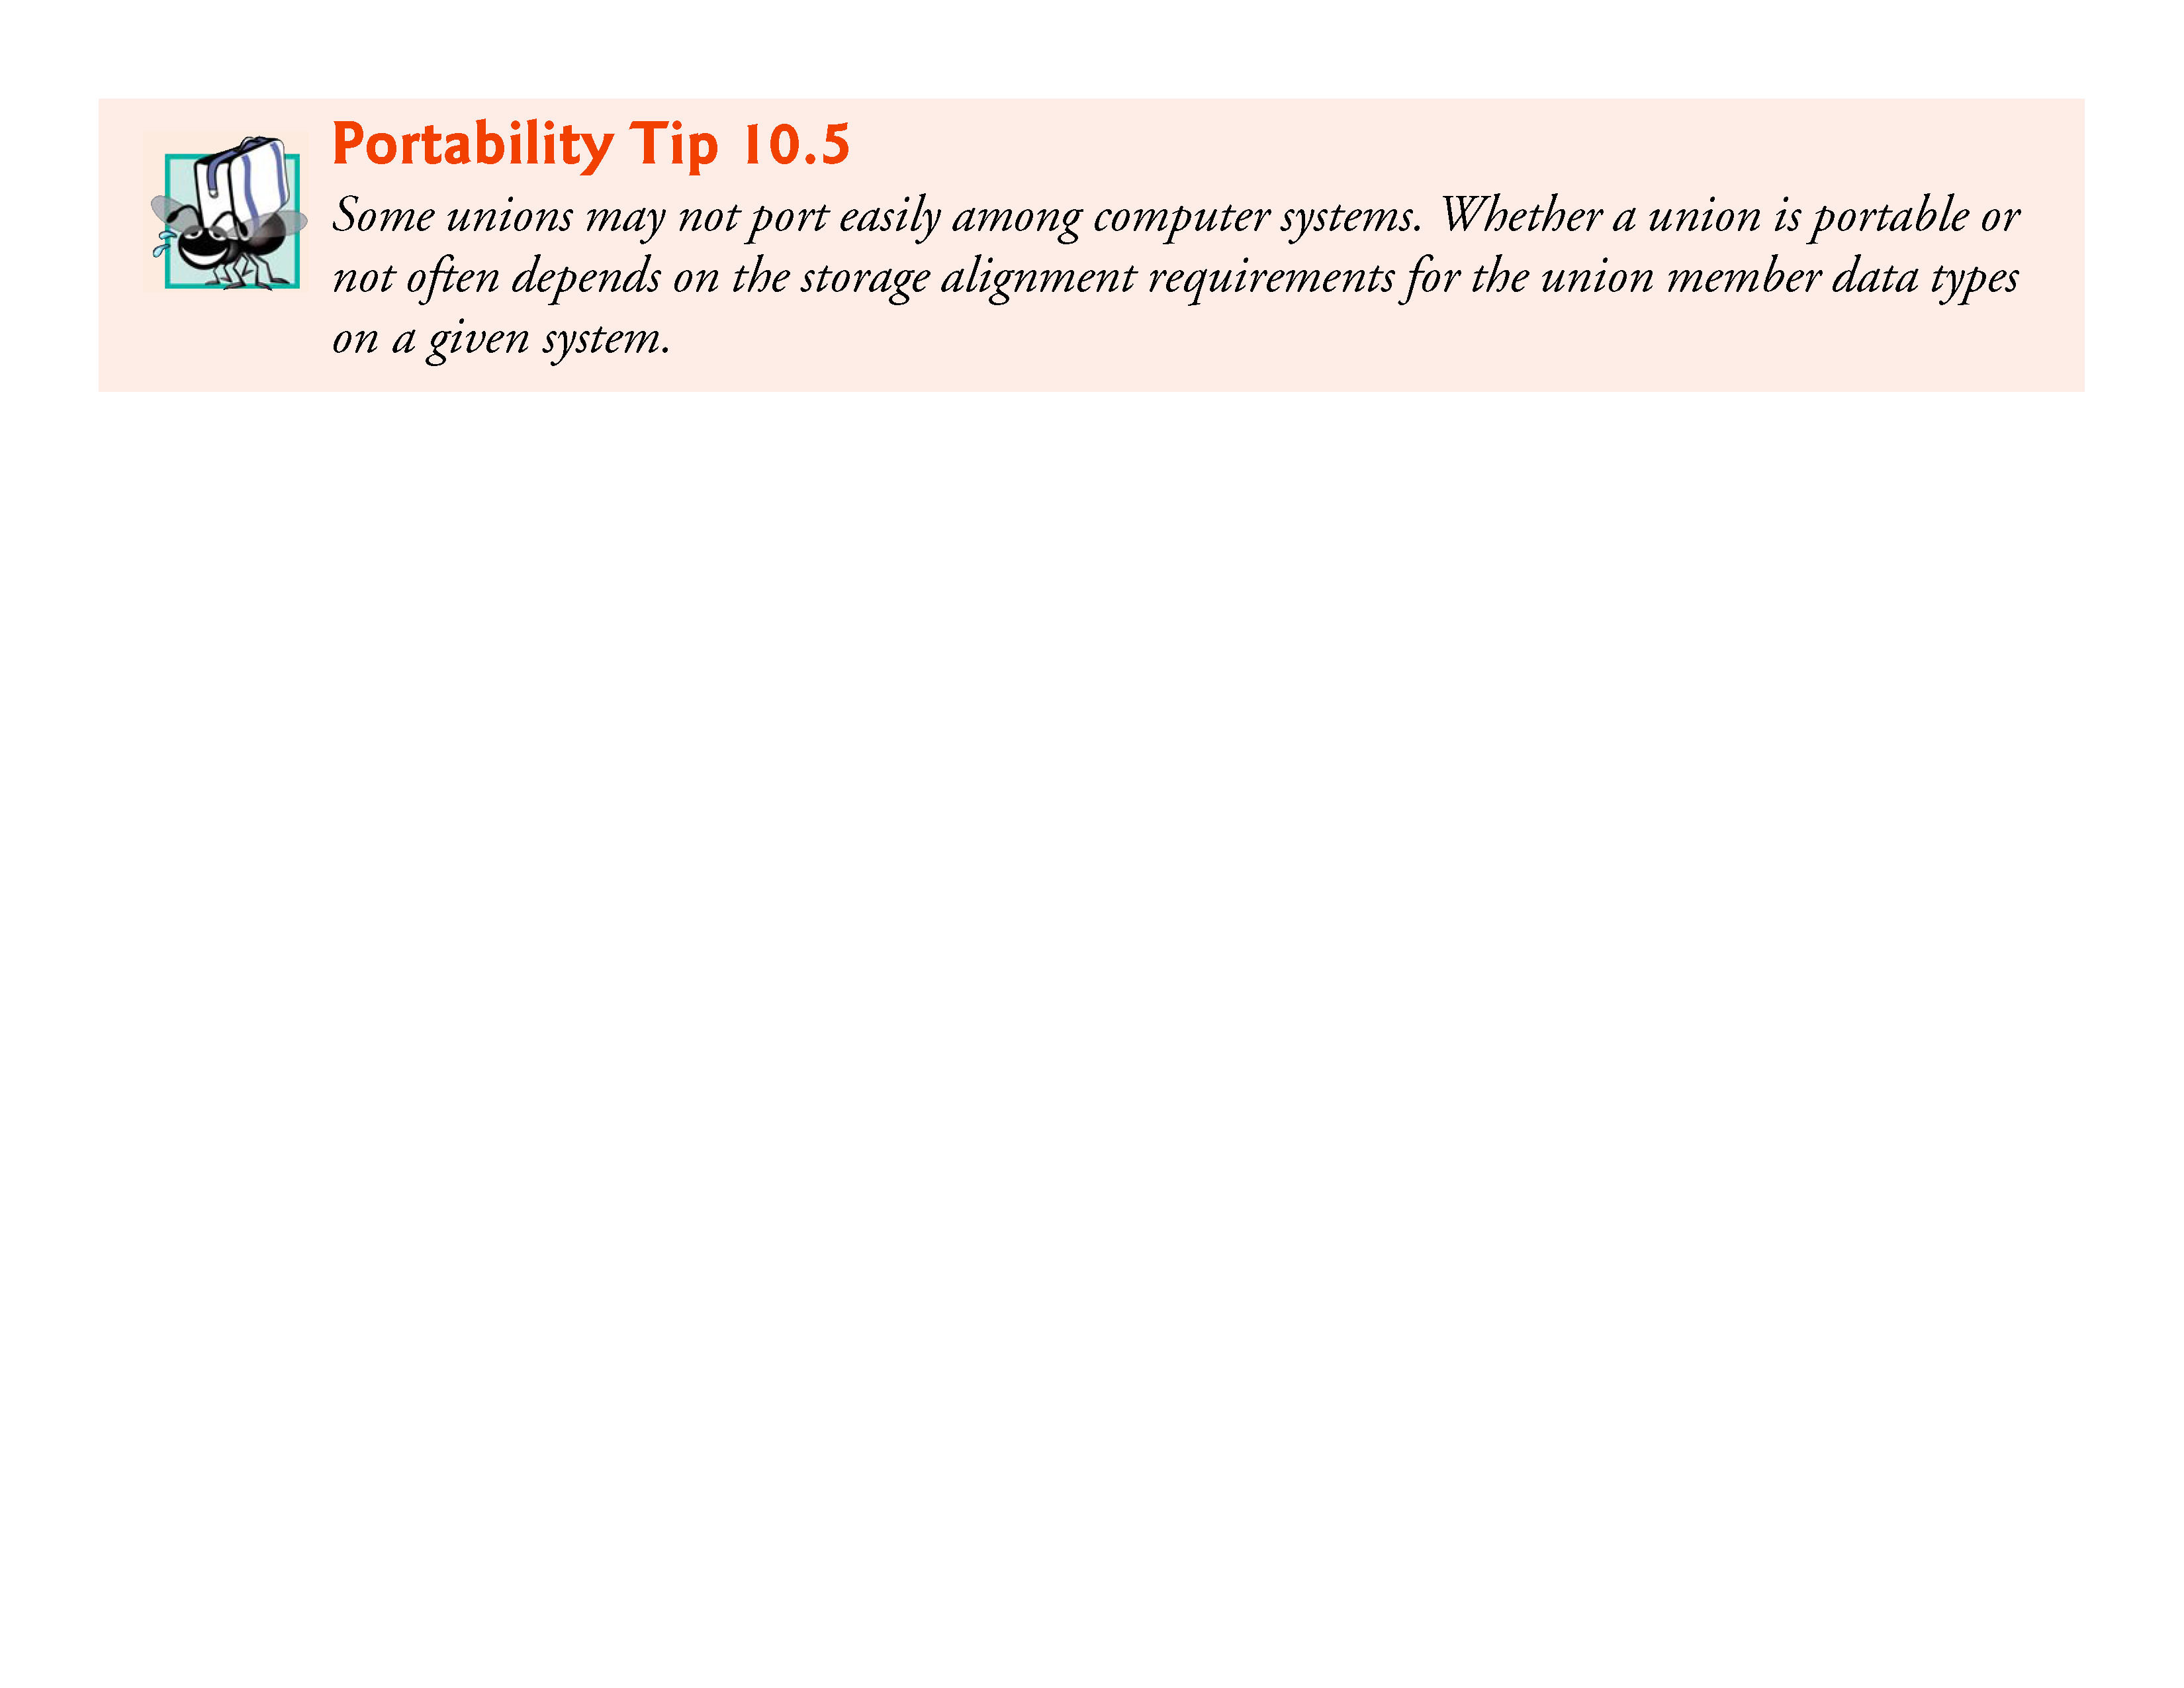 Portability Tip 10.5
Some unions may not port easily among computer systems. Whether a union is portable or
not often depends on the storage alignment requirements for the union member data types
on a given system.